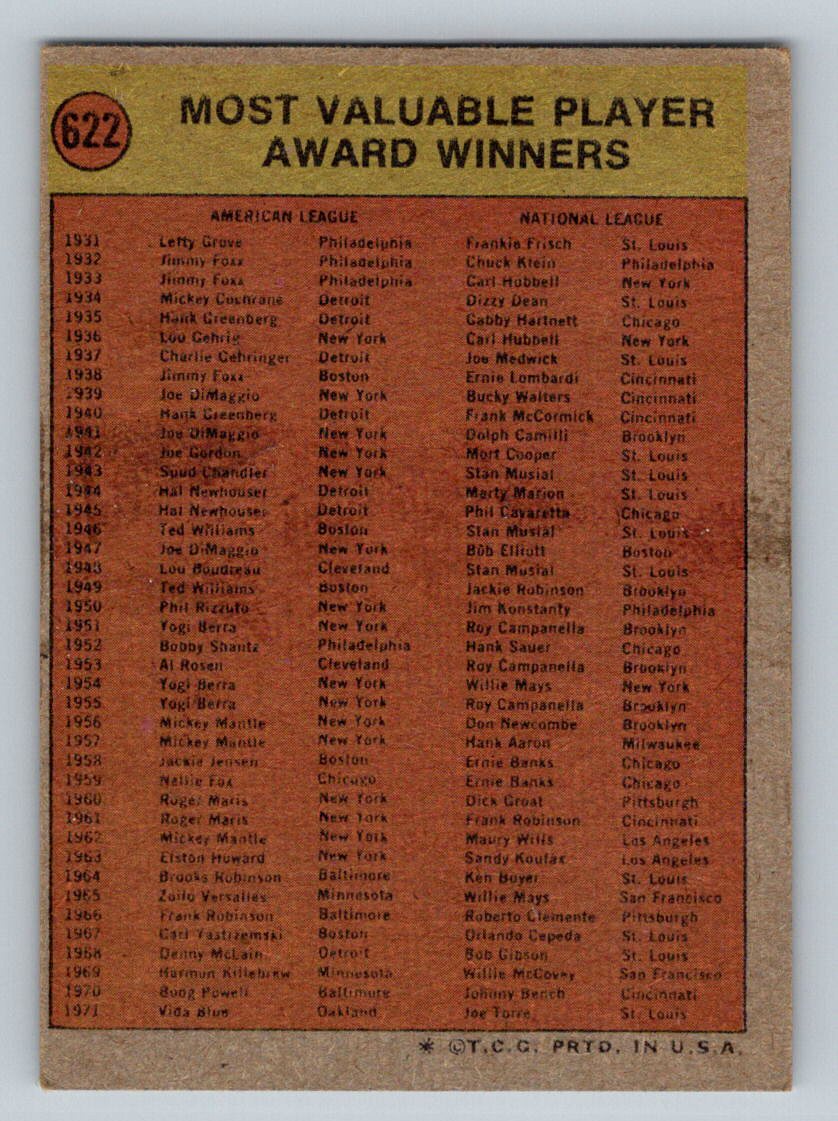 622
MOST VALUABLE PLAYER
AWARD WINNERS
AMERICAN LEAGUE NATIONAL LEAGUE
1931 Lefty Grove Philadelphia Frankie Frisch St. Louis
1932 Jimmy Foxx Philadelphia Chuck Klein Philadelphia
1933 Jimmy Foxx Philadelphia Carl Hubbell New York
1934 Mickey Cochrane Detroit Dizzy Dean St. Louis
1935 Hank Greenberg Detroit Gabby Hartnett Chicago
1936 Lou Gehrig New York Carl Hubbell New York
1937 Charlie Gehringer Detroit Joe Medwick St. Louis
1938 Jimmy Foxx Boston Ernie Lombardi Cincinnati
1939 Joe DiMaggio New York Bucky Walters Cincinnati
1940 Hank Greenberg Detroit Frank McCormick Cincinnati
1941 Joe DiMaggio New York Dolph Camilli Brooklyn
1942 Joe Gordon New York Mort Cooper St. Louis
1943 Spud Chandler New York Stan Musial St. Louis
1944 Hal Newhouser Detroit Marty Marion St. Louis
1945 Hal Newhouser Detroit Phil Cavaretta Chicago
1946 Ted Williams Boston Stan Musial St. Louis
1947 Joe DiMaggio New York Bob Elliott Boston
1948 Lou Boudreau Cleveland Stan Musial St. Louis
1949 Ted Williams Boston Jackie Robinson Brooklyn
1950 Phil Rizzuto New York Jim Konstanty Philadelphia
1951 Yogi Berra New York Roy Campanella Brooklyn
1952 Bobby Shantz Philadelphia Hank Sauer Chicago
1953 Al Rosen Cleveland Roy Campanella Brooklyn
1954 Yogi Berra New York Willie Mays New York
1955 Yogi Berra New York Roy Campanella Brooklyn
1956 Mickey Mantle New York Don Newcombe Brooklyn
1957 Mickey Mantle New York Hank Aaron Milwaukee
1958 Jackie Jensen Boston Ernie Banks Chicago
1959 Nellie Fox Chicago Ernie Banks Chicago
1960 Roger Maris New York Dick Groat Pittsburgh
1961 Roger Maris New York Frank Robinson Cincinnati
1962 Mickey Mantle New York Maury Wills Los Angeles
1963 Elston Howard New York Sandy Koufax Los Angeles
1964 Brooks Robinson Baltimore Ken Boyer St. Louis
1965 Zoilo Versalles Minnesota Willie Mays San Francisco
1966 Frank Robinson Baltimore Roberto Clemente Pittsburgh
1967 Carl Yastrzemski Boston Orlando Cepeda St. Louis
1968 Denny McLain Detroit Bob Gibson St. Louis
1969 Harmon Killebrew Minnesota Willie McCovey San Francisco
1970 Boog Powell Baltimore Johnny Bench Cincinnati
1971 Vida Blue Oakland Joe Torre St. Louis
* ©T.C.G. PRTD. IN U.S.A.